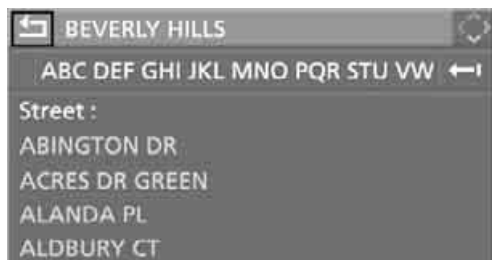 BEVERLY HILLS
ABC DEF GHI JKL MNO PQR STU VW
Street :
ABINGTON DR
ACRES DR GREEN
ALANDA PL
ALDBURY CT